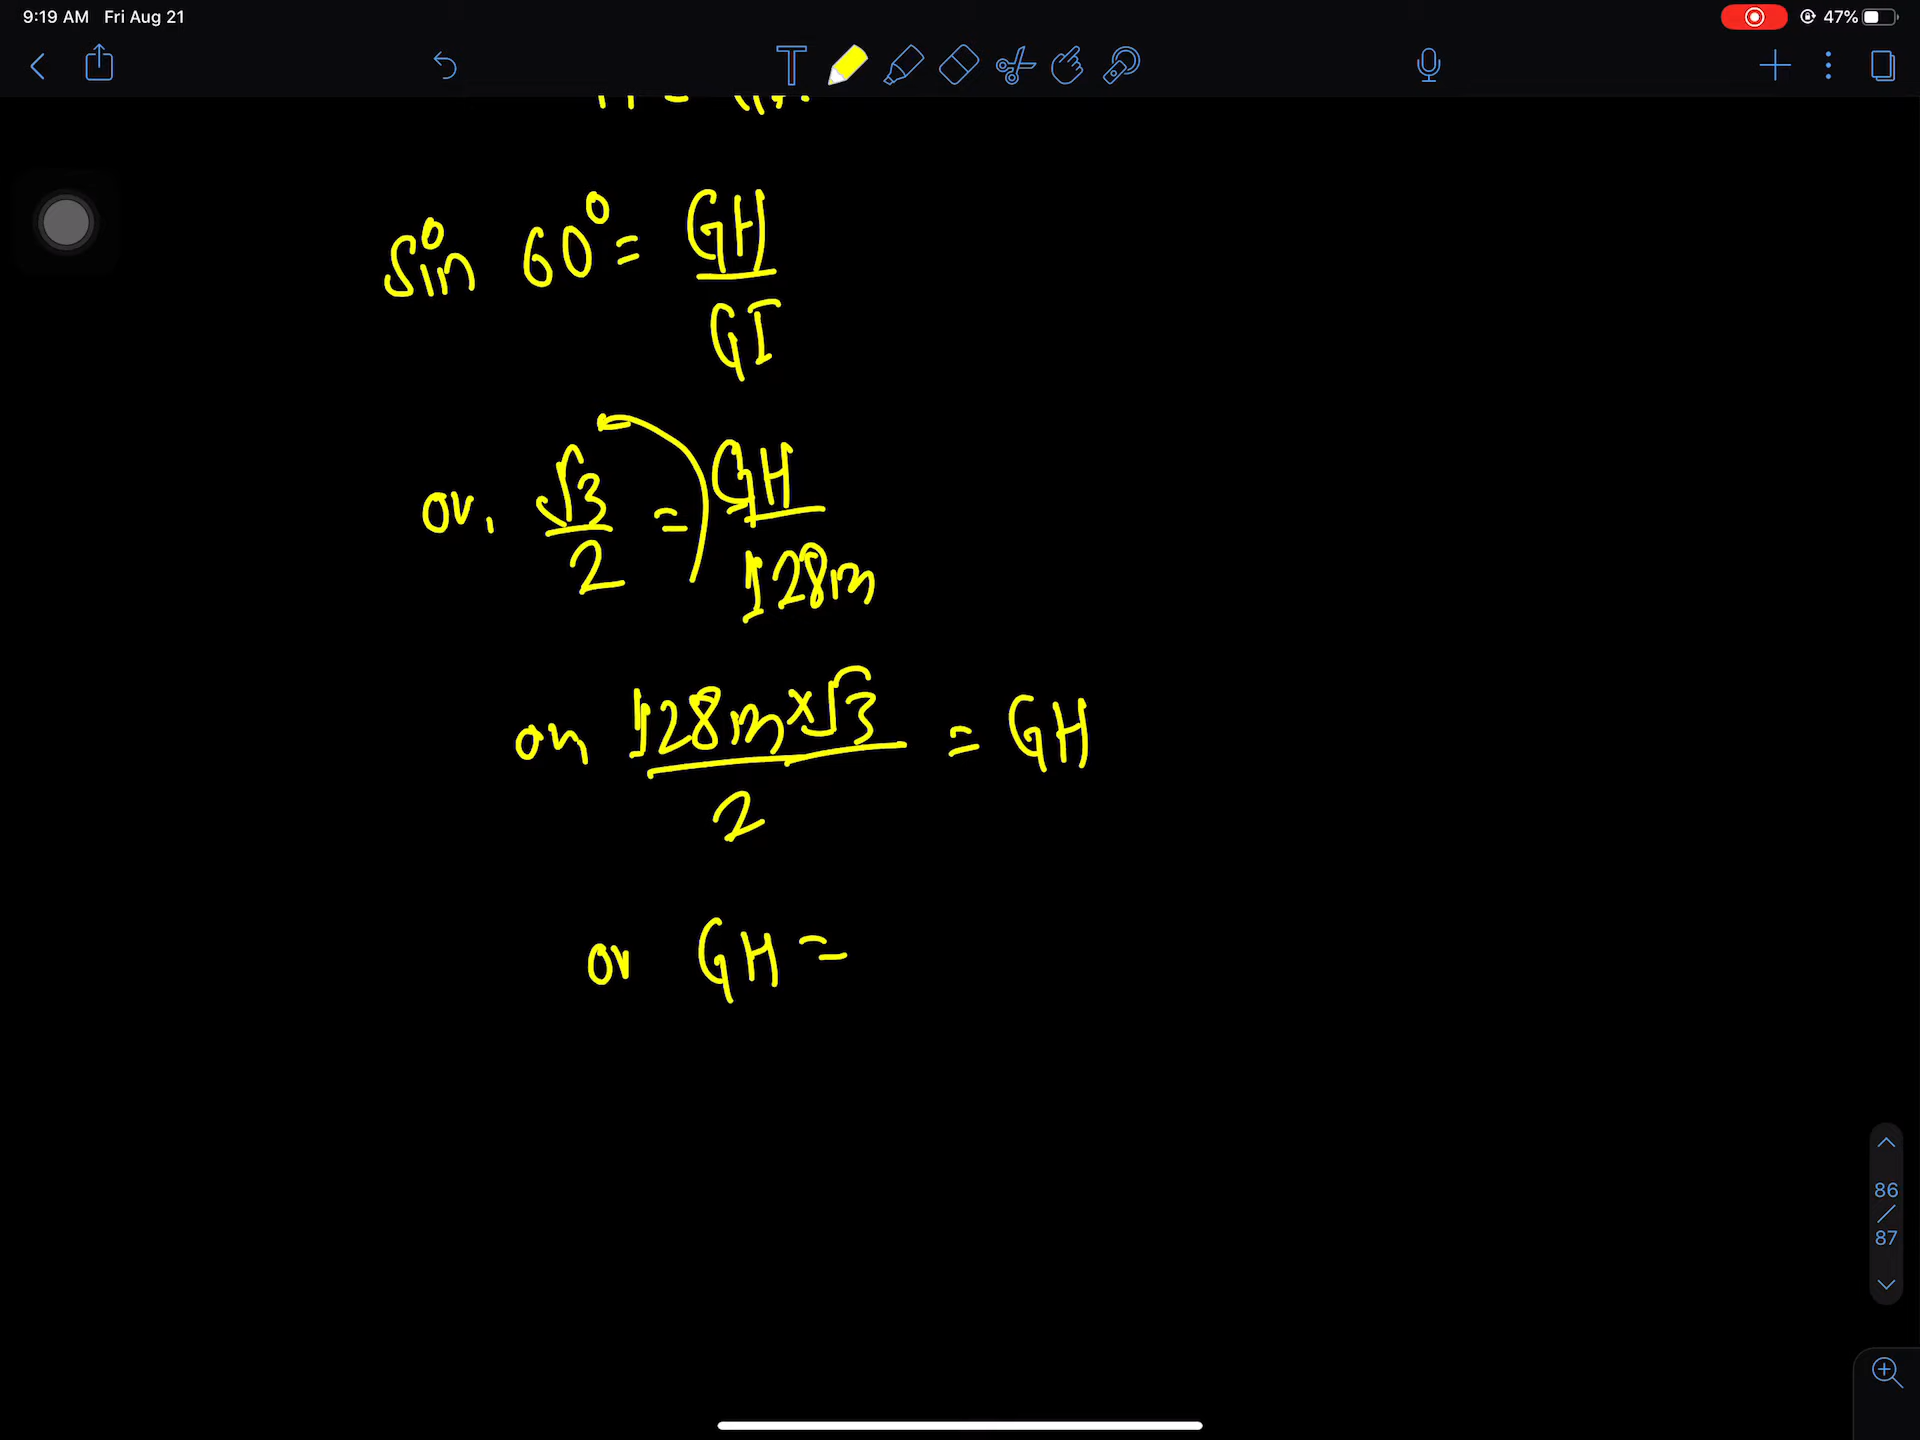 9:19 AM Fri Aug 21
47%
sin 60° = GH/GI
or, √3/2 = GH/128m
or 128m×√3/2 = GH
or GH =
86
/
87